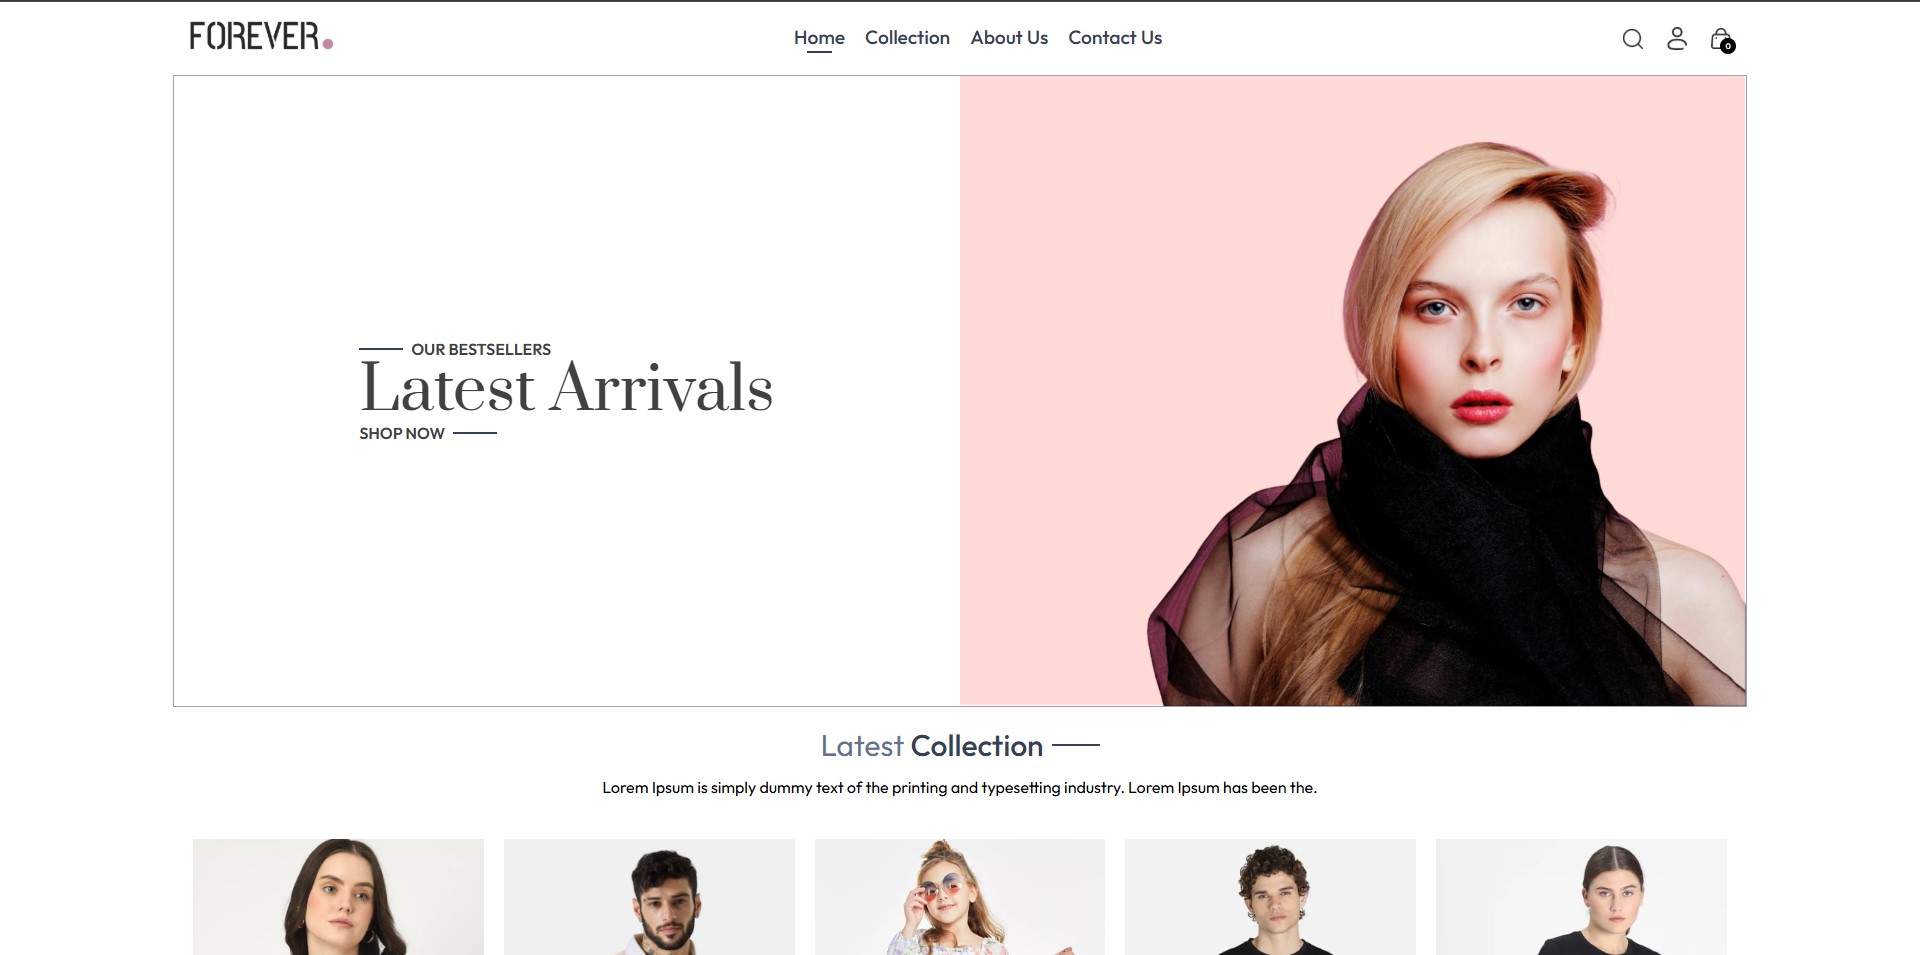 FOREVER.
Home Collection About Us Contact Us
0
OUR BESTSELLERS
Latest Arrivals
SHOP NOW
Latest Collection
Lorem Ipsum is simply dummy text of the printing and typesetting industry. Lorem Ipsum has been the.